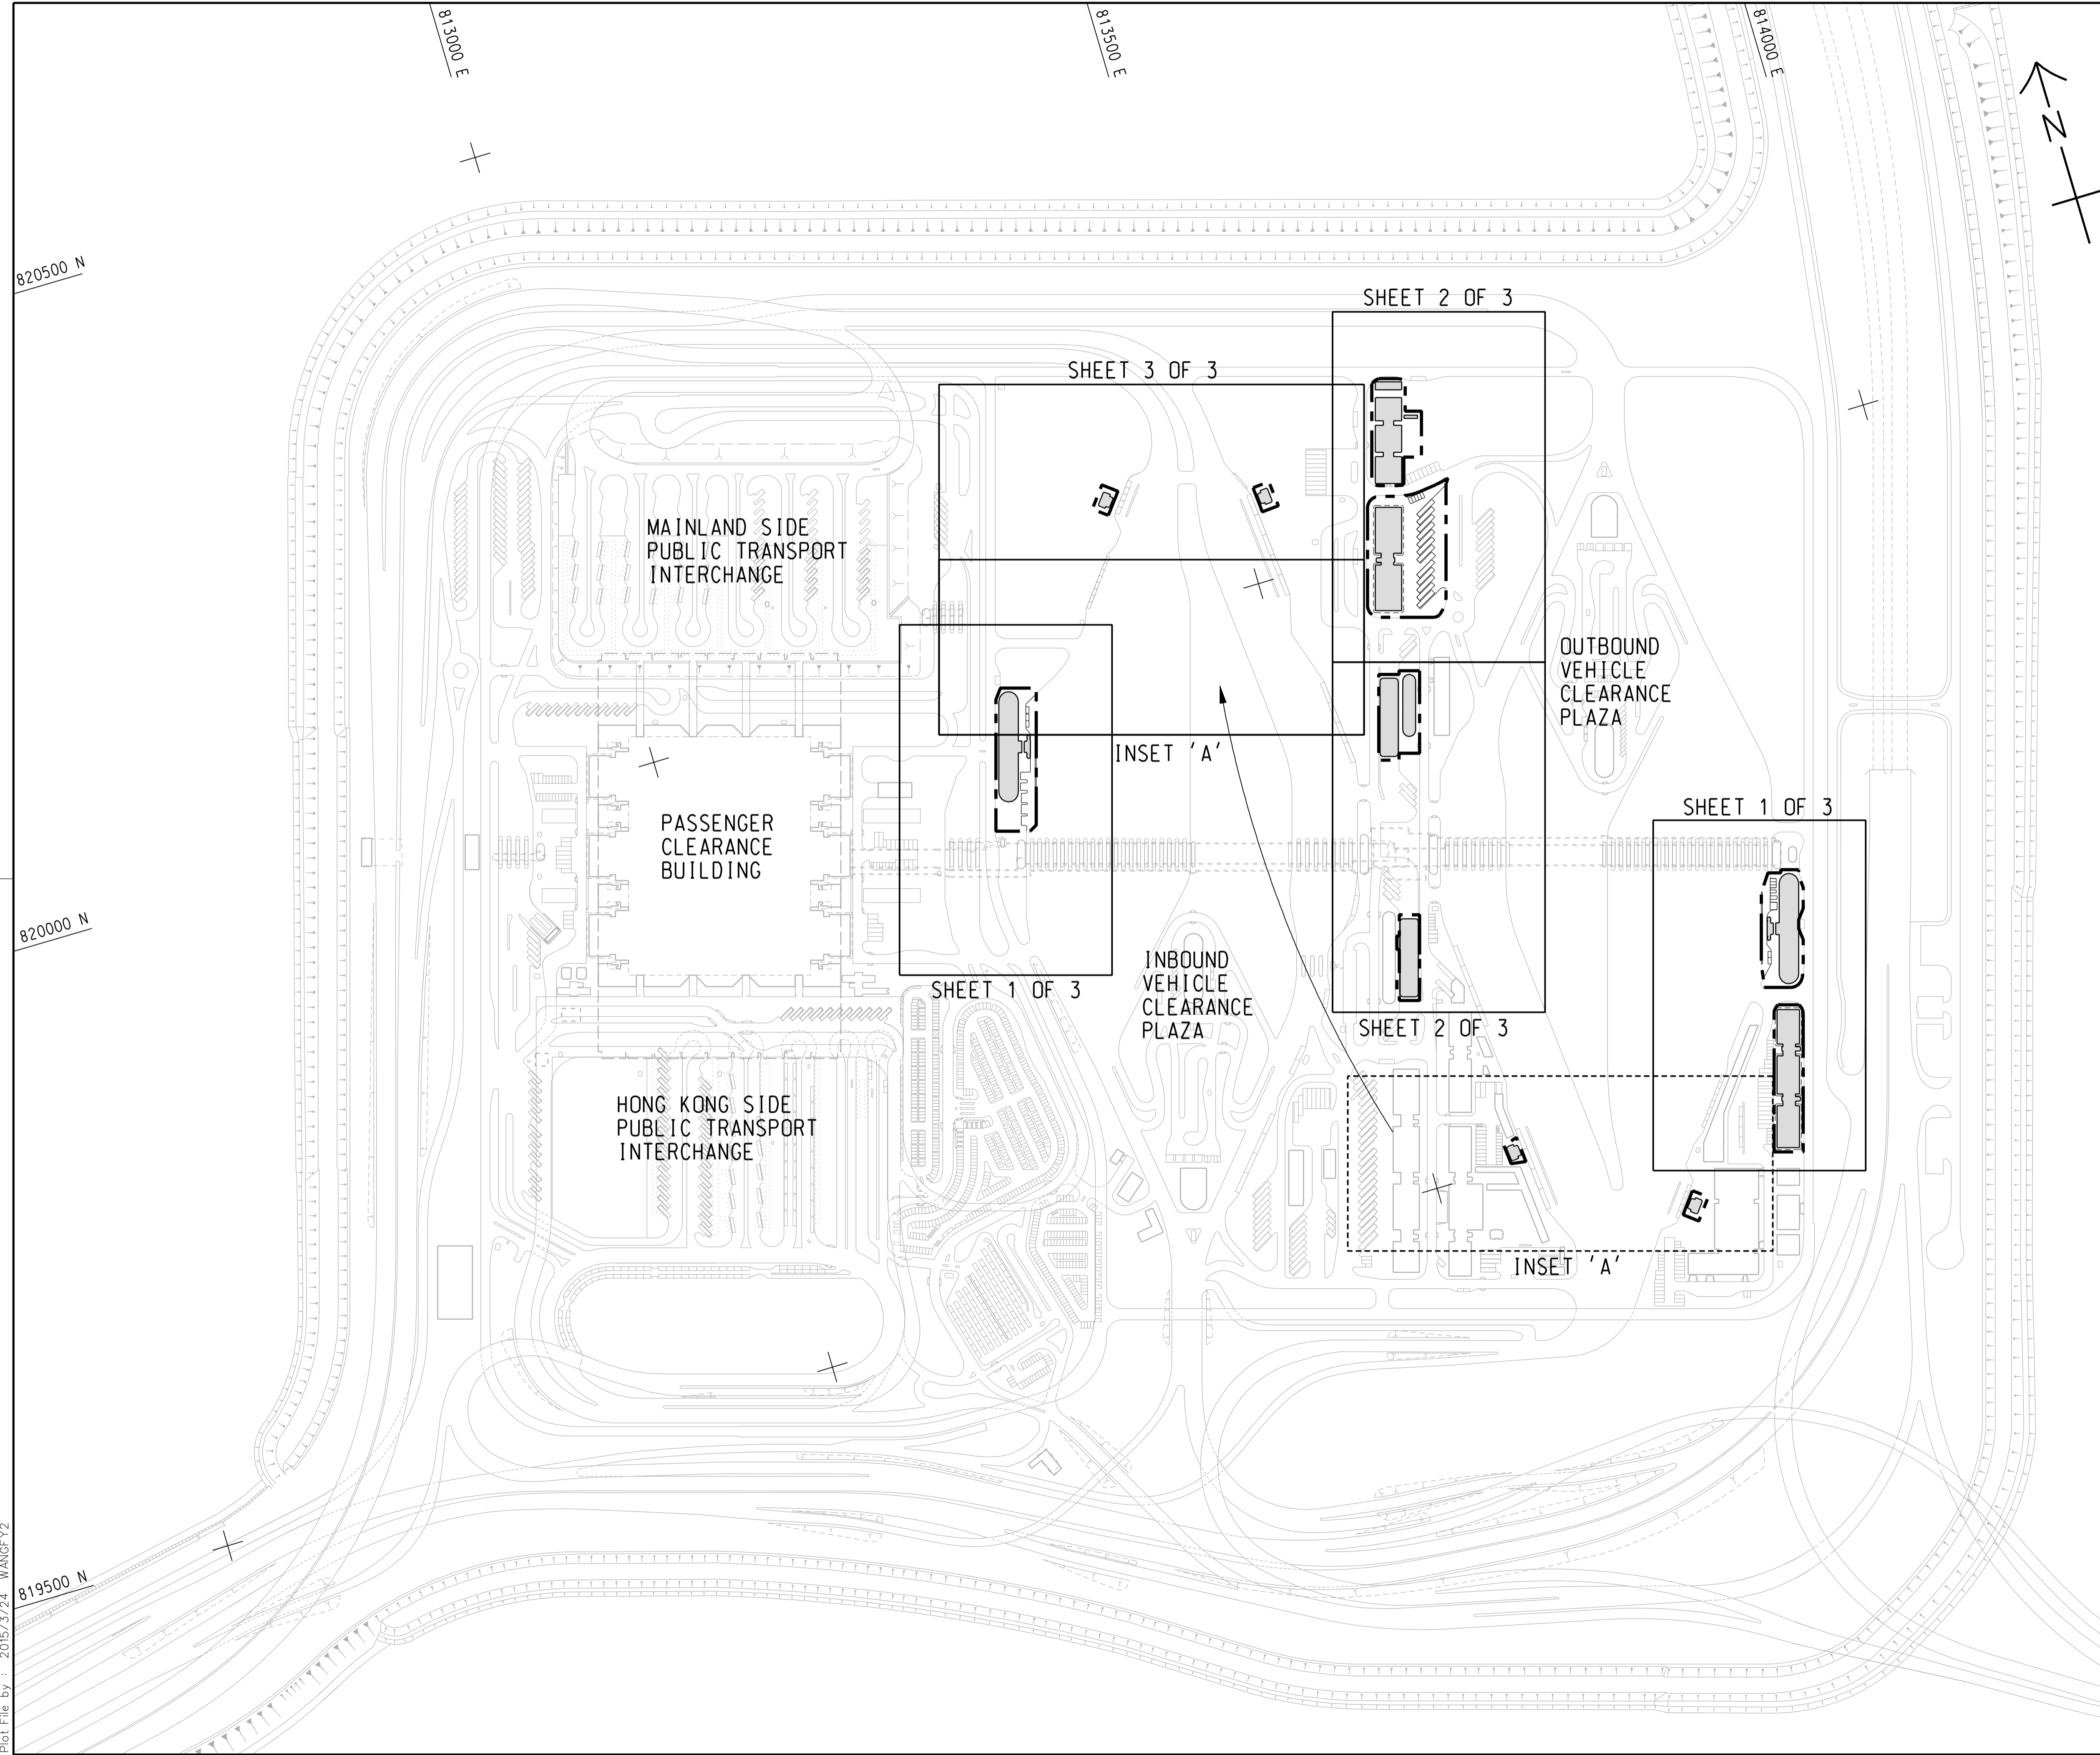 813000 E
813500 E
814000 E
N
820500 N
SHEET 2 OF 3
SHEET 3 OF 3
MAINLAND SIDE
PUBLIC TRANSPORT
INTERCHANGE
OUTBOUND
VEHICLE
CLEARANCE
PLAZA
INSET 'A'
SHEET 1 OF 3
PASSENGER
CLEARANCE
BUILDING
820000 N
INBOUND
VEHICLE
CLEARANCE
PLAZA
SHEET 1 OF 3
SHEET 2 OF 3
HONG KONG SIDE
PUBLIC TRANSPORT
INTERCHANGE
INSET 'A'
819500 N
Plot File by : 2015/3/24 WANGFY2